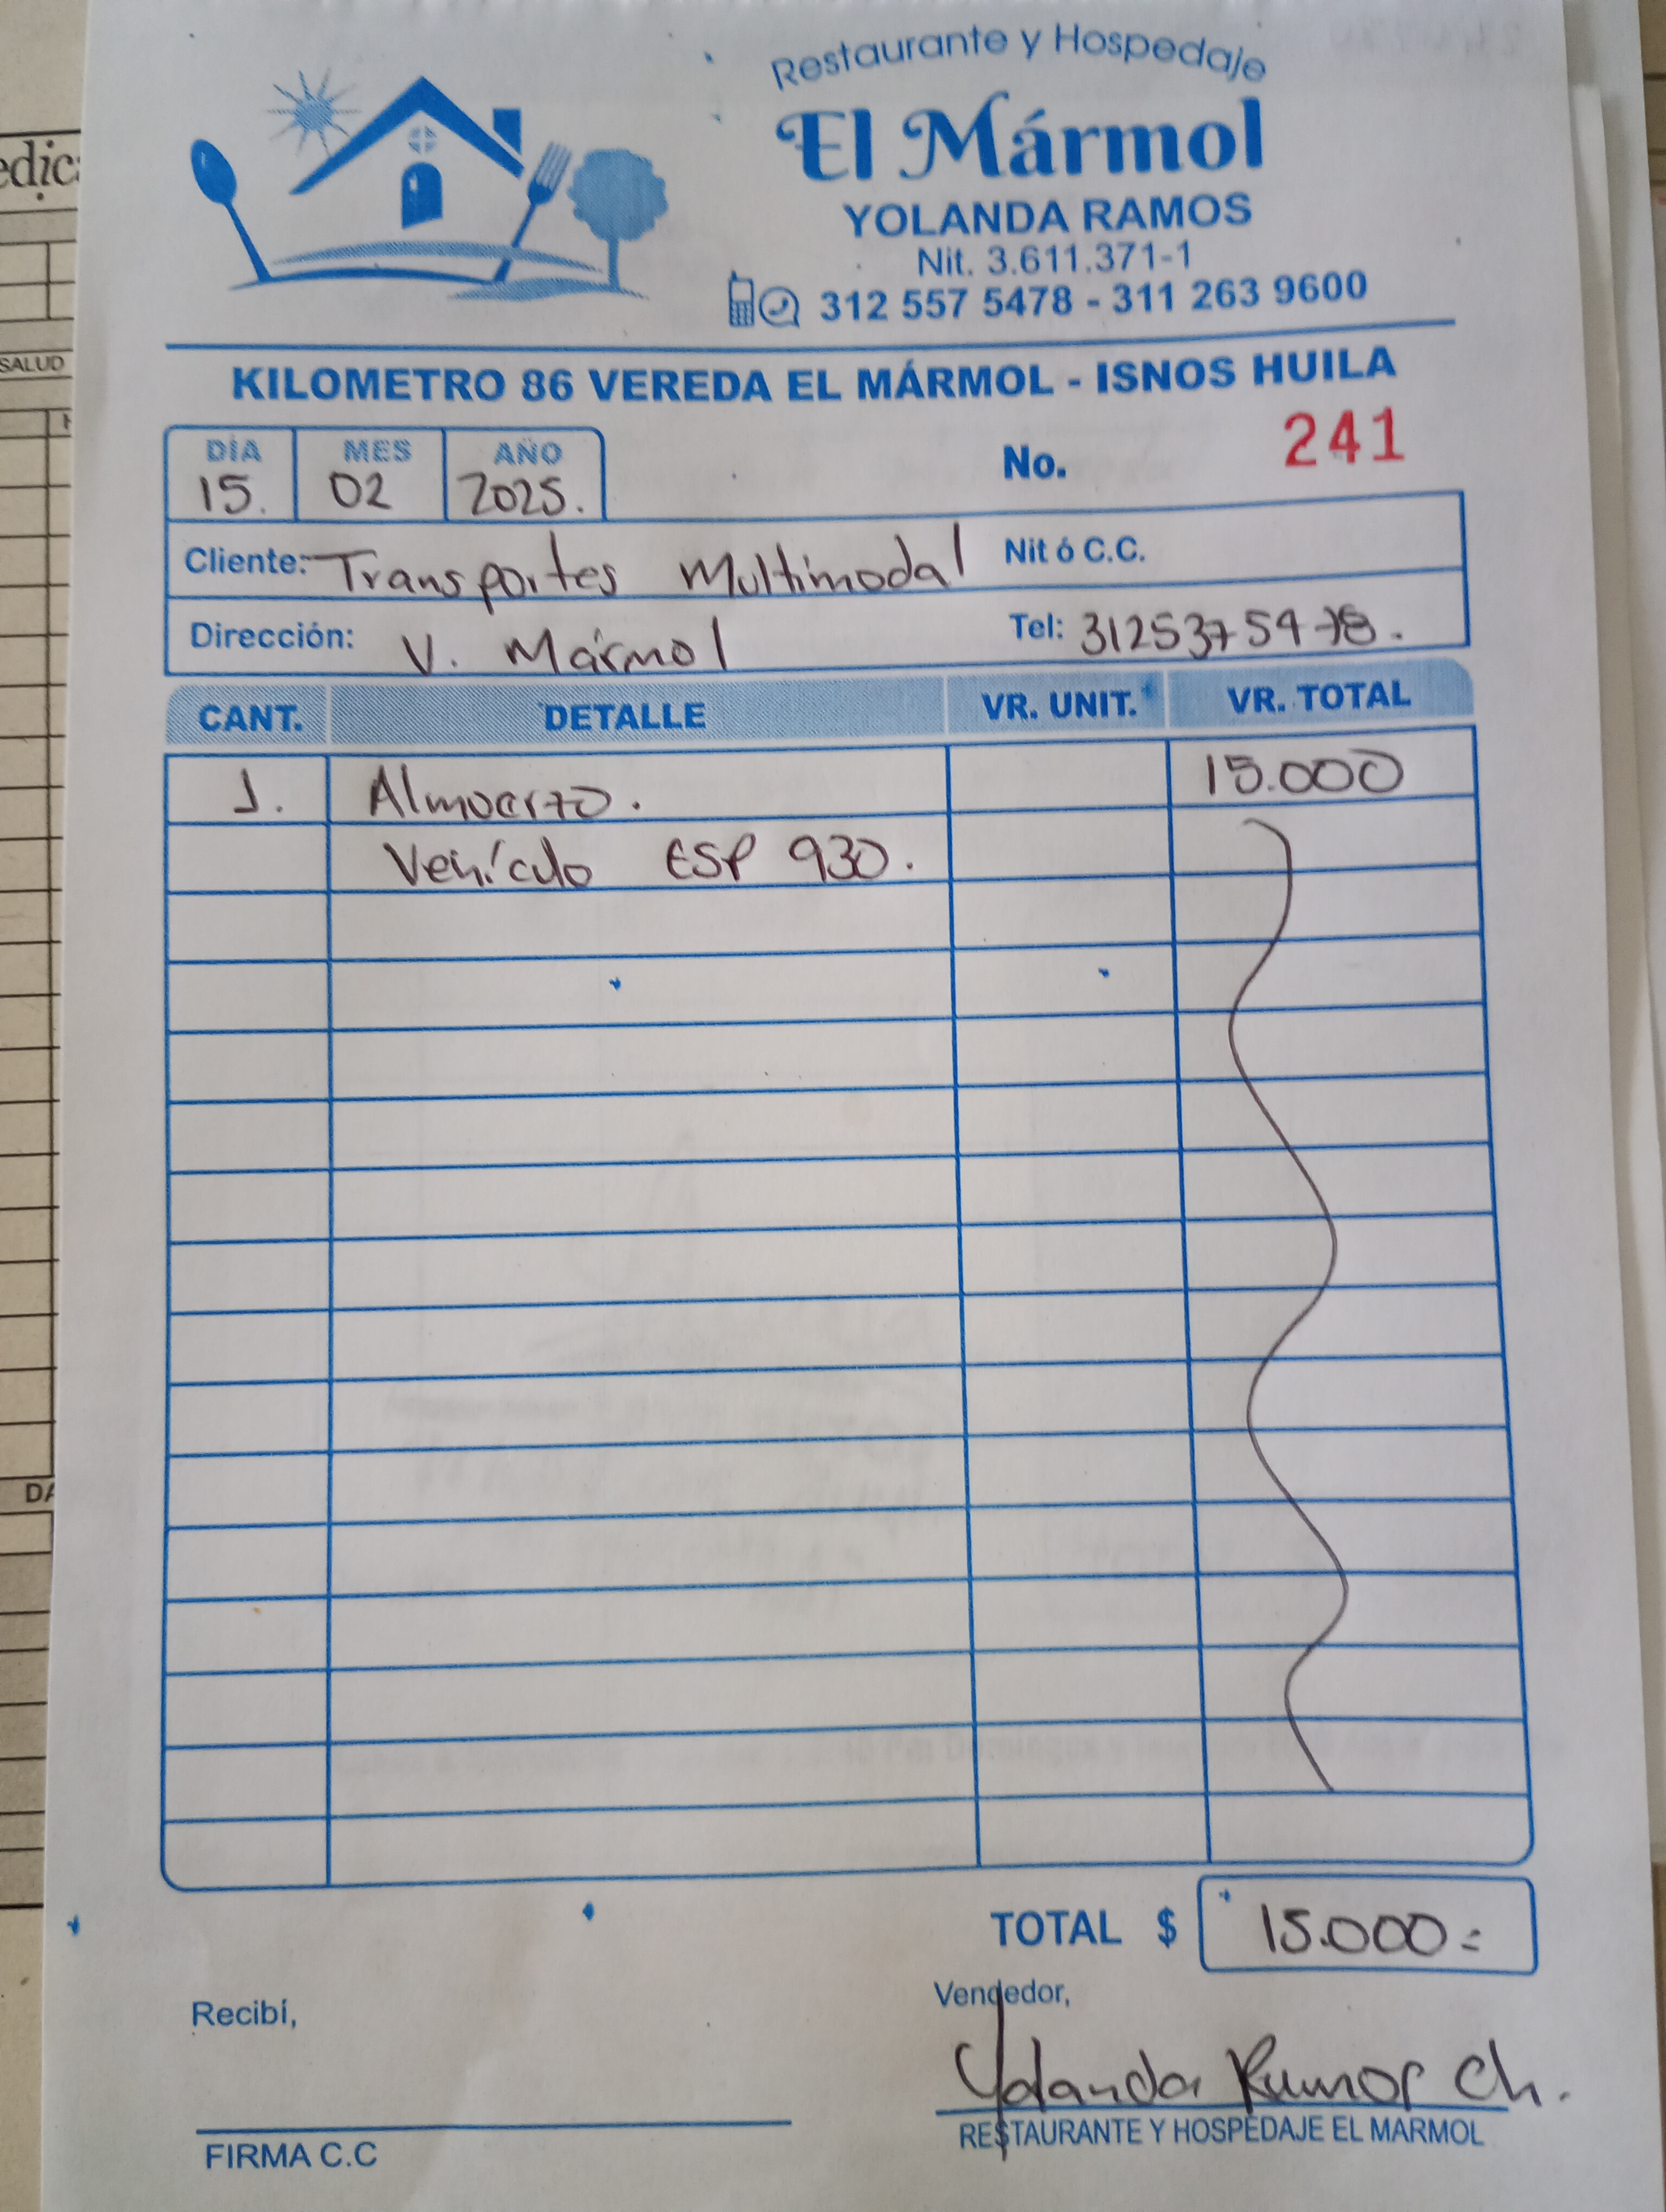 edic
SALUD
DA
Restaurante y Hospedaje
El Mármol
YOLANDA RAMOS
Nit. 3.611.371-1
312 557 5478 - 311 263 9600
KILOMETRO 86 VEREDA EL MÁRMOL - ISNOS HUILA
DÍA MES AÑO No. 241
15. 02 2025.
Cliente: Transportes Multimodal Nit ó C.C.
Dirección: V. Mármol Tel: 3125375478.
CANT. DETALLE VR. UNIT. VR. TOTAL
1. Almuerzo. 15.000
Vehículo ESP 930.
TOTAL $ 15.000=
Recibí, Vendedor,
Yolanda Ramos Ch.
FIRMA C.C RESTAURANTE Y HOSPEDAJE EL MARMOL